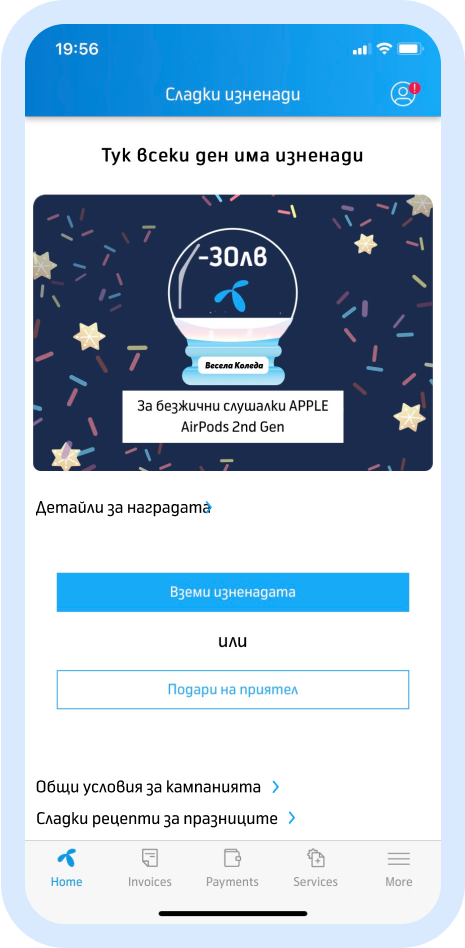 19:56
Сладки изненади
!
Тук всеки ден има изненади
-30лв
Весела Коледа
За безжични слушалки APPLE
AirPods 2nd Gen
Детайли за наградата
Вземи изненадата
или
Подари на приятел
Общи условия за кампанията
Сладки рецепти за празниците
Home Invoices Payments Services More